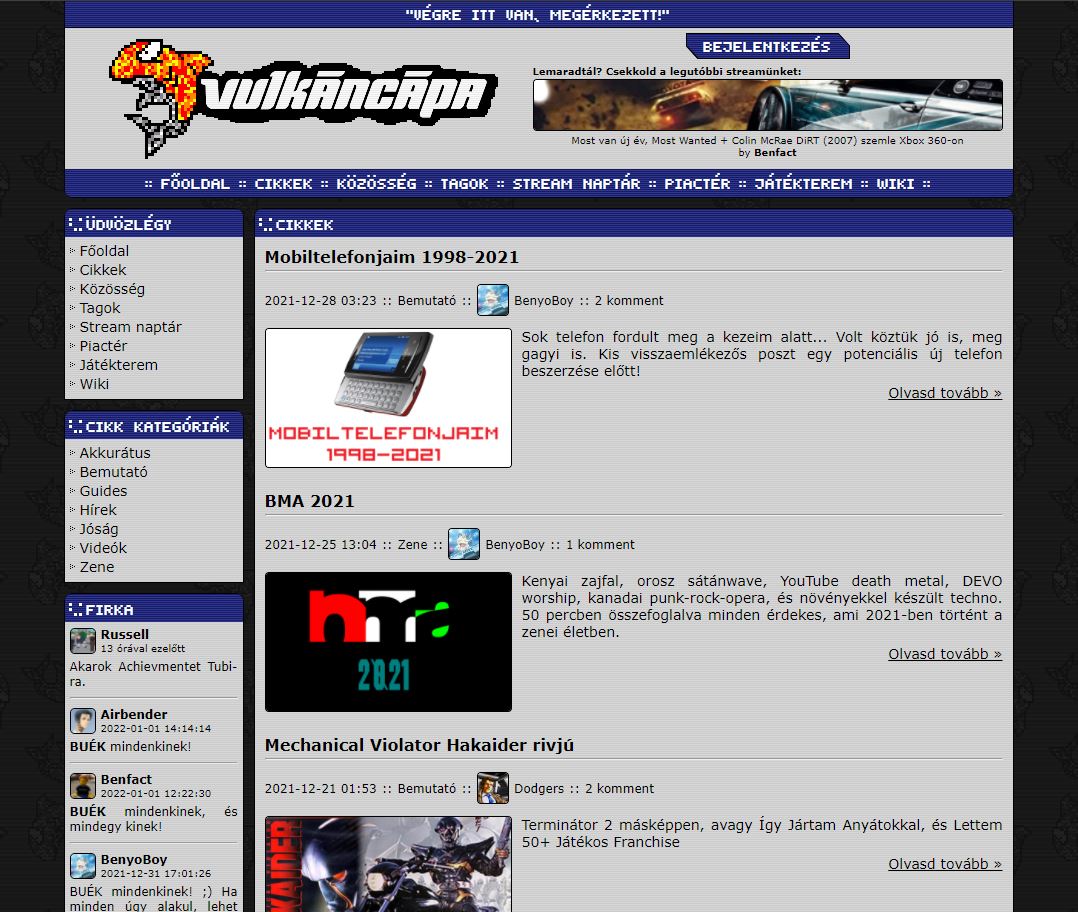 "VÉGRE ITT VAN, MEGÉRKEZETT!"
vulkáncápa
BEJELENTKEZÉS
Lemaradtál? Csekkold a legutóbbi streamünket:
Most van új év, Most Wanted + Colin McRae DiRT (2007) szemle Xbox 360-on
by Benfact
:: FŐOLDAL :: CIKKEK :: KÖZÖSSÉG :: TAGOK :: STREAM NAPTÁR :: PIACTÉR :: JÁTÉKTEREM :: WIKI ::
ÜDVÖZLÉGY
Főoldal
Cikkek
Közösség
Tagok
Stream naptár
Piactér
Játékterem
Wiki
CIKK KATEGÓRIÁK
Akkurátus
Bemutató
Guides
Hírek
Jóság
Videók
Zene
FIRKA
Russell
13 órával ezelőtt
Akarok Achievmentet Tubi-
ra.
Airbender
2022-01-01 14:14:14
BUÉK mindenkinek!
Benfact
2022-01-01 12:22:30
BUÉK mindenkinek, és
mindegy kinek!
BenyoBoy
2021-12-31 17:01:26
BUÉK mindenkinek! ;) Ha
minden úgy alakul, lehet
CIKKEK
Mobiltelefonjaim 1998-2021
2021-12-28 03:23 :: Bemutató :: BenyoBoy :: 2 komment
MOBILTELEFONJAIM
1998-2021
Sok telefon fordult meg a kezeim alatt... Volt köztük jó is, meg
gagyi is. Kis visszaemlékezős poszt egy potenciális új telefon
beszerzése előtt!
Olvasd tovább »
BMA 2021
2021-12-25 13:04 :: Zene :: BenyoBoy :: 1 komment
2021
Kenyai zajfal, orosz sátánwave, YouTube death metal, DEVO
worship, kanadai punk-rock-opera, és növényekkel készült techno.
50 percben összefoglalva minden érdekes, ami 2021-ben történt a
zenei életben.
Olvasd tovább »
Mechanical Violator Hakaider rivjú
2021-12-21 01:53 :: Bemutató :: Dodgers :: 2 komment
KAIDER
Terminátor 2 másképpen, avagy Így Jártam Anyátokkal, és Lettem
50+ Játékos Franchise
Olvasd tovább »